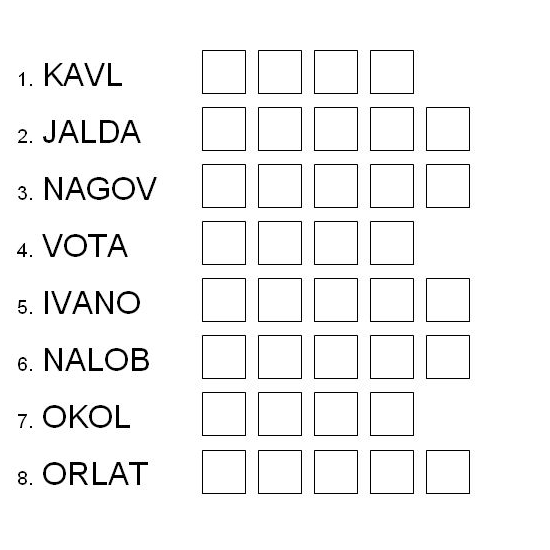 1. KAVL
2. JALDA
3. NAGOV
4. VOTA
5. IVANO
6. NALOB
7. OKOL
8. ORLAT